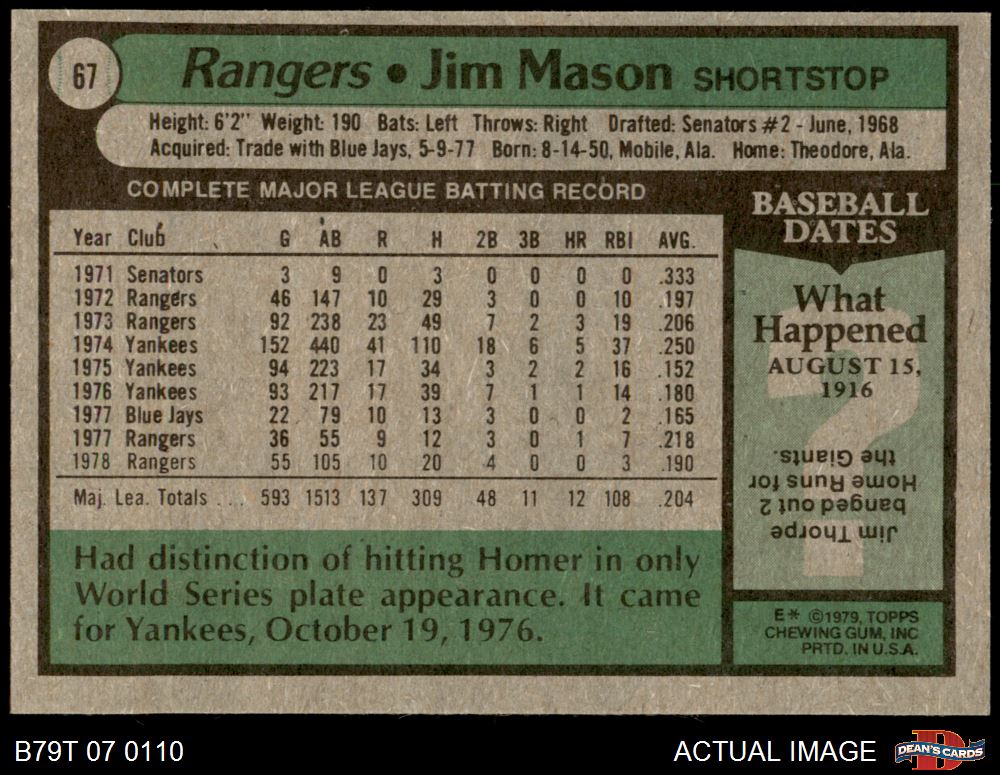 67
Rangers • Jim Mason SHORTSTOP
Height: 6'2" Weight: 190 Bats: Left Throws: Right Drafted: Senators #2 - June, 1968
Acquired: Trade with Blue Jays, 5-9-77 Born: 8-14-50, Mobile, Ala. Home: Theodore, Ala.
COMPLETE MAJOR LEAGUE BATTING RECORD
Year Club G AB R H 2B 3B HR RBI AVG.
1971 Senators 3 9 0 3 0 0 0 0 .333
1972 Rangers 46 147 10 29 3 0 0 10 .197
1973 Rangers 92 238 23 49 7 2 3 19 .206
1974 Yankees 152 440 41 110 18 6 5 37 .250
1975 Yankees 94 223 17 34 3 2 2 16 .152
1976 Yankees 93 217 17 39 7 1 1 14 .180
1977 Blue Jays 22 79 10 13 3 0 0 2 .165
1977 Rangers 36 55 9 12 3 0 1 7 .218
1978 Rangers 55 105 10 20 4 0 0 3 .190
Maj. Lea. Totals ... 593 1513 137 309 48 11 12 108 .204
Had distinction of hitting Homer in only
World Series plate appearance. It came
for Yankees, October 19, 1976.
BASEBALL
DATES
What
Happened
AUGUST 15,
1916
Jim Thorpe
banged out 2
Home Runs for
the Giants.
E* ©1979, TOPPS
CHEWING GUM, INC
PRTD. IN U.S.A.
B79T 07 0110
ACTUAL IMAGE
DEAN'S CARDS